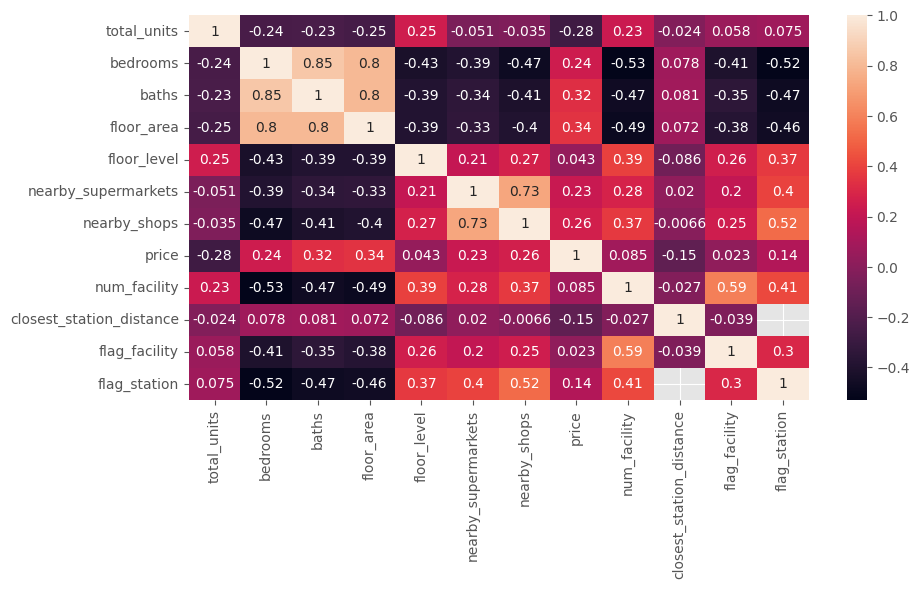 total_units 1 -0.24 -0.23 -0.25 0.25 -0.051 -0.035 -0.28 0.23 -0.024 0.058 0.075
bedrooms -0.24 1 0.85 0.8 -0.43 -0.39 -0.47 0.24 -0.53 0.078 -0.41 -0.52
baths -0.23 0.85 1 0.8 -0.39 -0.34 -0.41 0.32 -0.47 0.081 -0.35 -0.47
floor_area -0.25 0.8 0.8 1 -0.39 -0.33 -0.4 0.34 -0.49 0.072 -0.38 -0.46
floor_level 0.25 -0.43 -0.39 -0.39 1 0.21 0.27 0.043 0.39 -0.086 0.26 0.37
nearby_supermarkets -0.051 -0.39 -0.34 -0.33 0.21 1 0.73 0.23 0.28 0.02 0.2 0.4
nearby_shops -0.035 -0.47 -0.41 -0.4 0.27 0.73 1 0.26 0.37 -0.0066 0.25 0.52
price -0.28 0.24 0.32 0.34 0.043 0.23 0.26 1 0.085 -0.15 0.023 0.14
num_facility 0.23 -0.53 -0.47 -0.49 0.39 0.28 0.37 0.085 1 -0.027 0.59 0.41
closest_station_distance -0.024 0.078 0.081 0.072 -0.086 0.02 -0.0066 -0.15 -0.027 1 -0.039
flag_facility 0.058 -0.41 -0.35 -0.38 0.26 0.2 0.25 0.023 0.59 -0.039 1 0.3
flag_station 0.075 -0.52 -0.47 -0.46 0.37 0.4 0.52 0.14 0.41 0.3 1
total_units
bedrooms
baths
floor_area
floor_level
nearby_supermarkets
nearby_shops
price
num_facility
closest_station_distance
flag_facility
flag_station
1.0
0.8
0.6
0.4
0.2
0.0
−0.2
−0.4